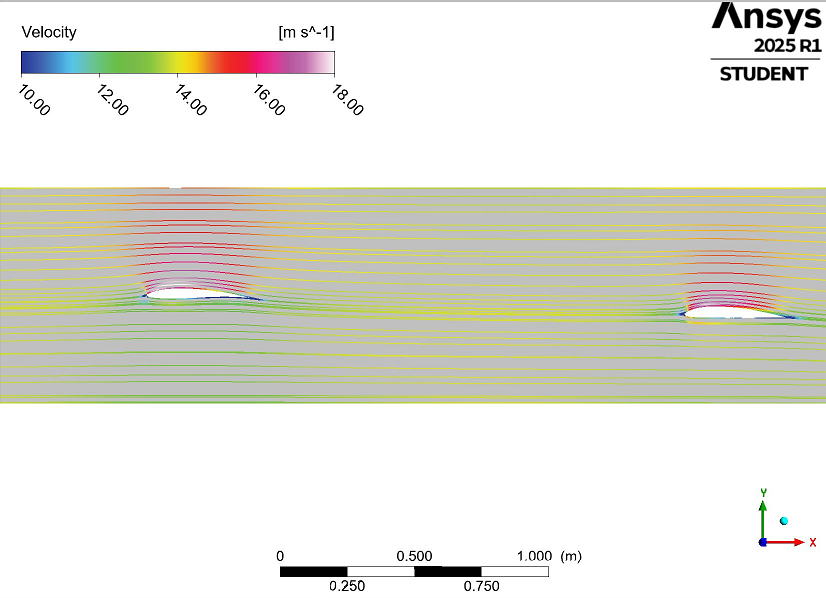 Ansys
2025 R1
STUDENT
Velocity [m s^-1]
10.00 12.00 14.00 16.00 18.00
Y
X
0 0.500 1.000 (m)
0.250 0.750